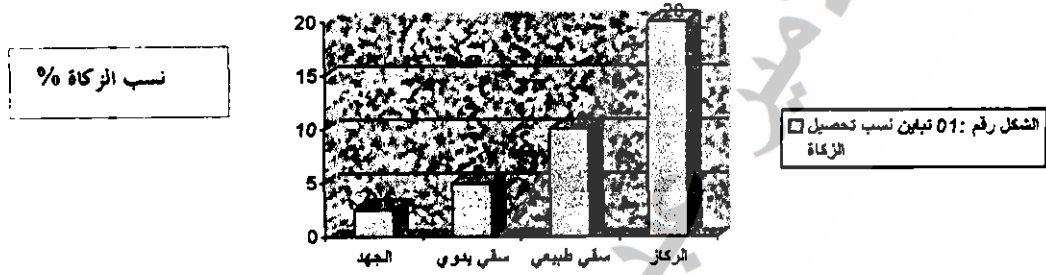 نسب الزكاة %
20
15
10
5
0
20
الجهد
سقي يدوي
سقي طبيعي
الركاز
الشكل رقم :01 تباين نسب تحصيل
الزكاة